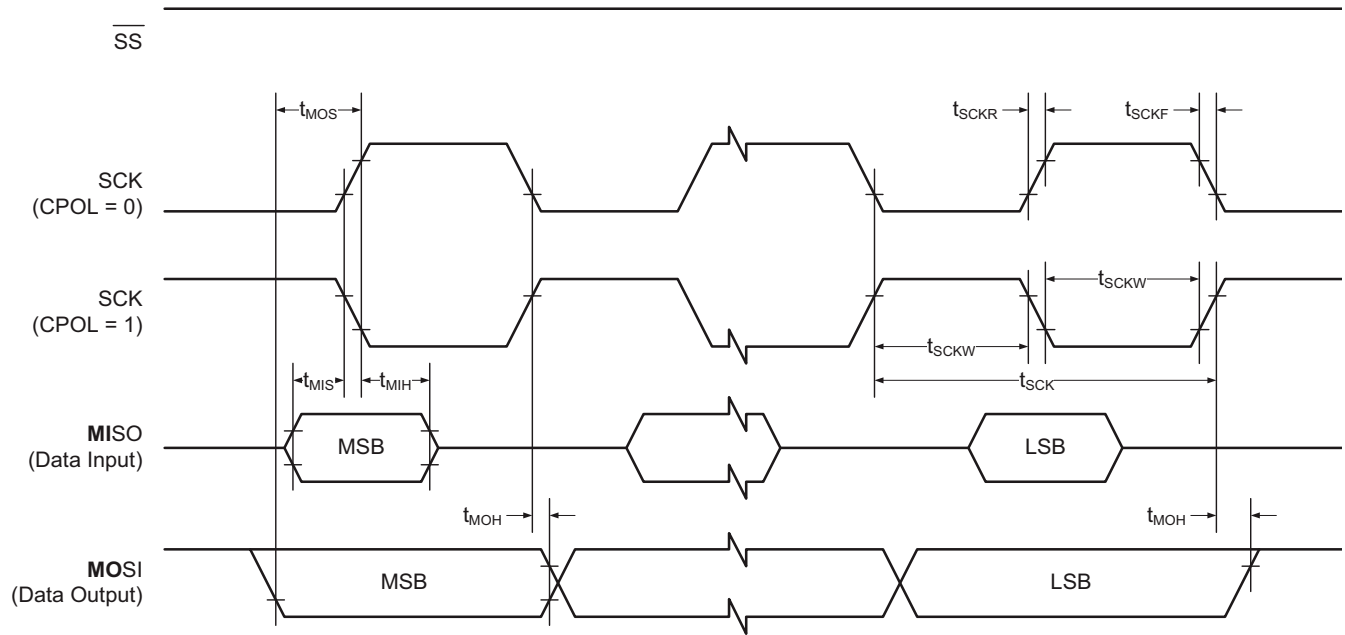 SS
tMOS
tSCKR
tSCKF
SCK
(CPOL = 0)
SCK
(CPOL = 1)
tSCKW
tSCKW
tSCK
tMIS
tMIH
MISO
(Data Input)
MSB
LSB
tMOH
tMOH
MOSI
(Data Output)
MSB
LSB